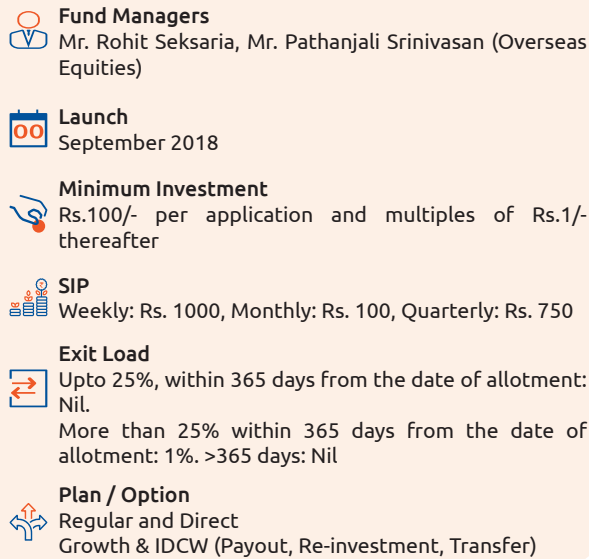 Fund Managers
Mr. Rohit Seksaria, Mr. Pathanjali Srinivasan (Overseas
Equities)
Launch
September 2018
Minimum Investment
Rs.100/- per application and multiples of Rs.1/-
thereafter
SIP
Weekly: Rs. 1000, Monthly: Rs. 100, Quarterly: Rs. 750
Exit Load
Upto 25%, within 365 days from the date of allotment:
Nil.
More than 25% within 365 days from the date of
allotment: 1%. >365 days: Nil
Plan / Option
Regular and Direct
Growth & IDCW (Payout, Re-investment, Transfer)